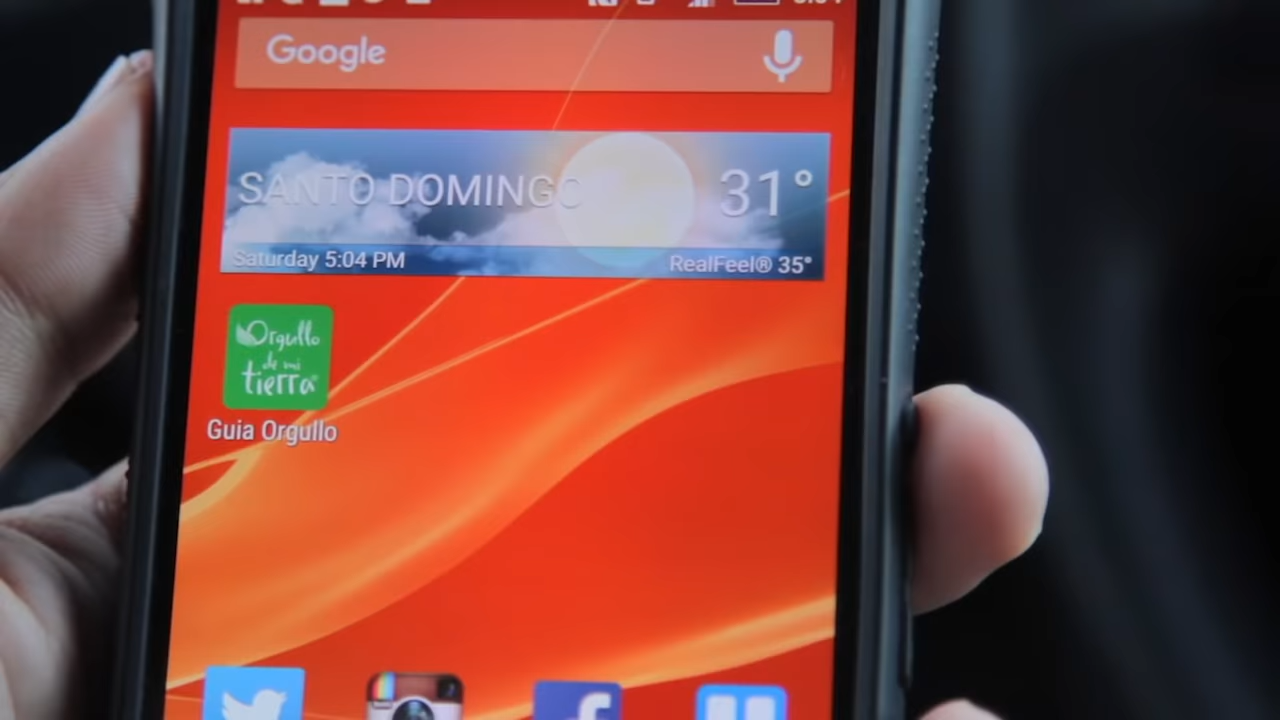 Google
SANTO DOMINGO
31°
Saturday 5:04 PM
RealFeel® 35°
Orgullo
de mi
tierra
Guia Orgullo